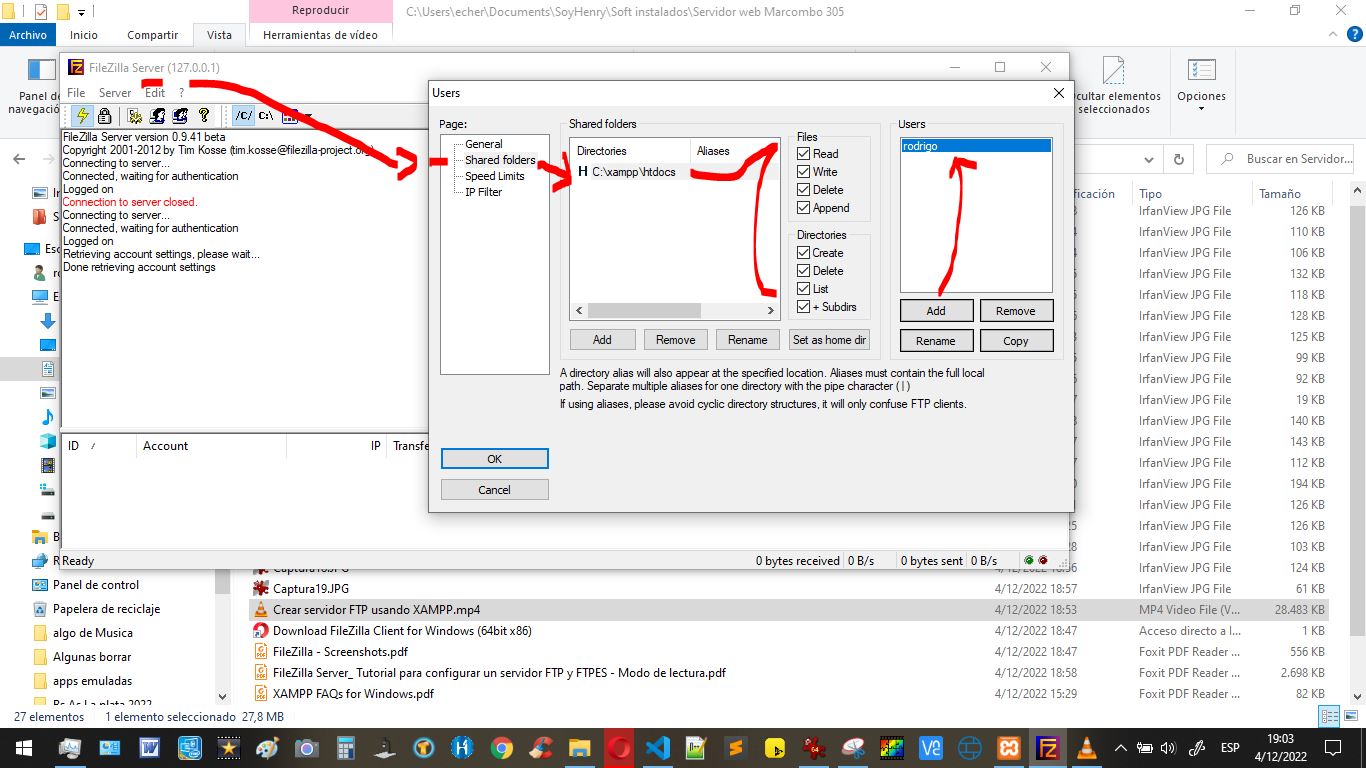 Reproducir
C:\Users\echer\Documents\SoyHenry\Soft instalados\Servidor web Marcombo 305
Archivo Inicio Compartir Vista Herramientas de vídeo
Panel de
navegació
cultar elementos
seleccionados
Opciones
FileZilla Server (127.0.0.1)
File Server Edit ?
/C/ C:\
FileZilla Server version 0.9.41 beta
Copyright 2001-2012 by Tim Kosse (tim.kosse@filezilla-project.org)
Connecting to server...
Connected, waiting for authentication
Logged on
Connection to server closed.
Connecting to server...
Connected, waiting for authentication
Logged on
Retrieving account settings, please wait...
Done retrieving account settings
ID / Account IP Transfe
Ready
0 bytes received 0 B/s 0 bytes sent 0 B/s
Users
Page:
General
Shared folders
Speed Limits
IP Filter
OK
Cancel
Shared folders
Directories Aliases
H C:\xampp\htdocs
Add Remove Rename Set as home dir
Files
Read
Write
Delete
Append
Directories
Create
Delete
List
+ Subdirs
Users
rodrigo
Add Remove
Rename Copy
A directory alias will also appear at the specified location. Aliases must contain the full local
path. Separate multiple aliases for one directory with the pipe character ( | )
If using aliases, please avoid cyclic directory structures, it will only confuse FTP clients.
Buscar en Servidor...
ificación Tipo Tamaño
IrfanView JPG File 126 KB
IrfanView JPG File 110 KB
IrfanView JPG File 106 KB
IrfanView JPG File 132 KB
IrfanView JPG File 118 KB
IrfanView JPG File 128 KB
IrfanView JPG File 125 KB
IrfanView JPG File 99 KB
IrfanView JPG File 92 KB
IrfanView JPG File 19 KB
IrfanView JPG File 140 KB
IrfanView JPG File 143 KB
IrfanView JPG File 112 KB
IrfanView JPG File 194 KB
IrfanView JPG File 126 KB
IrfanView JPG File 126 KB
IrfanView JPG File 103 KB
Captura18.JPG 4/12/2022 18:56 IrfanView JPG File 124 KB
Captura19.JPG 4/12/2022 18:57 IrfanView JPG File 61 KB
Crear servidor FTP usando XAMPP.mp4 4/12/2022 18:53 MP4 Video File (V... 28.483 KB
Download FileZilla Client for Windows (64bit x86) 4/12/2022 18:47 Acceso directo a I... 1 KB
FileZilla - Screenshots.pdf 4/12/2022 18:47 Foxit PDF Reader ... 556 KB
FileZilla Server_ Tutorial para configurar un servidor FTP y FTPES - Modo de lectura.pdf 4/12/2022 18:58 Foxit PDF Reader ... 2.698 KB
XAMPP FAQs for Windows.pdf 4/12/2022 15:29 Foxit PDF Reader ... 82 KB
Panel de control
Papelera de reciclaje
algo de Musica
Algunas borrar
apps emuladas
Bs As La plata 2022
27 elementos 1 elemento seleccionado 27,8 MB
ESP
19:03
4/12/2022